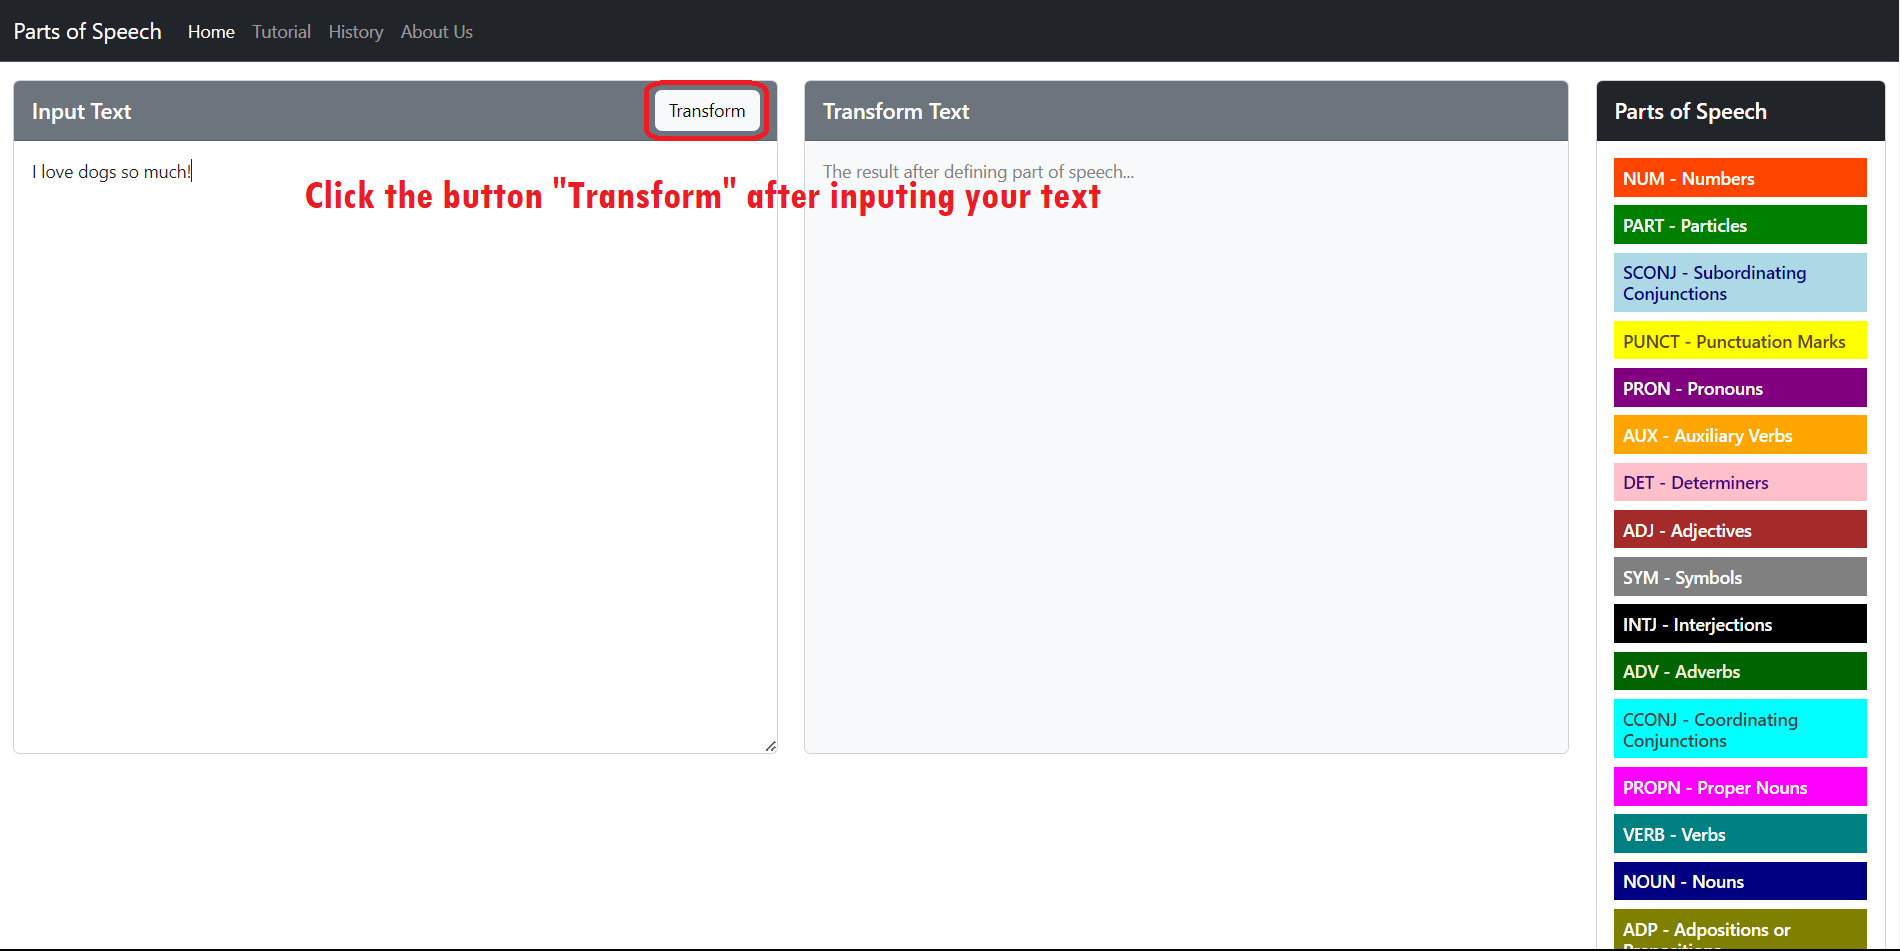 Parts of Speech Home Tutorial History About Us
Input Text
Transform
I love dogs so much!
Click the button "Transform" after inputing your text
Transform Text
The result after defining part of speech...
Parts of Speech
NUM - Numbers
PART - Particles
SCONJ - Subordinating
Conjunctions
PUNCT - Punctuation Marks
PRON - Pronouns
AUX - Auxiliary Verbs
DET - Determiners
ADJ - Adjectives
SYM - Symbols
INTJ - Interjections
ADV - Adverbs
CCONJ - Coordinating
Conjunctions
PROPN - Proper Nouns
VERB - Verbs
NOUN - Nouns
ADP - Adpositions or